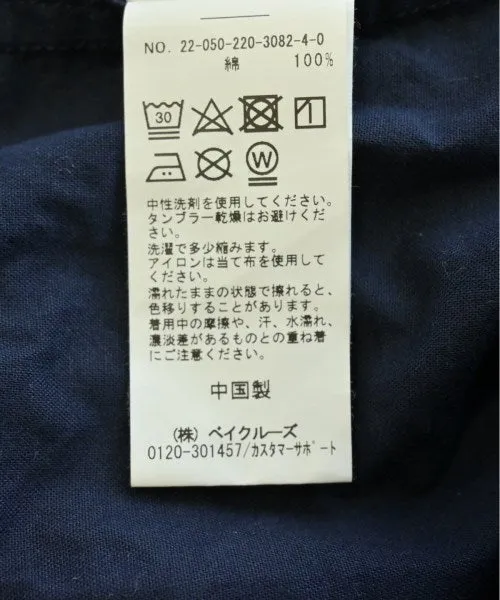 NO. 22-050-220-3082-4-0
綿 100%
30
W
中性洗剤を使用してください。
タンブラー乾燥はお避けくだ
さい。
洗濯で多少縮みます。
アイロンは当て布を使用して
ください。
濡れたままの状態で擦れると、
色移りすることがあります。
着用中の摩擦や、汗、水濡れ、
濃淡差があるものとの重ね着
にご注意ください。
中国製
(株) ベイクルーズ
0120-301457/カスタマーサポート